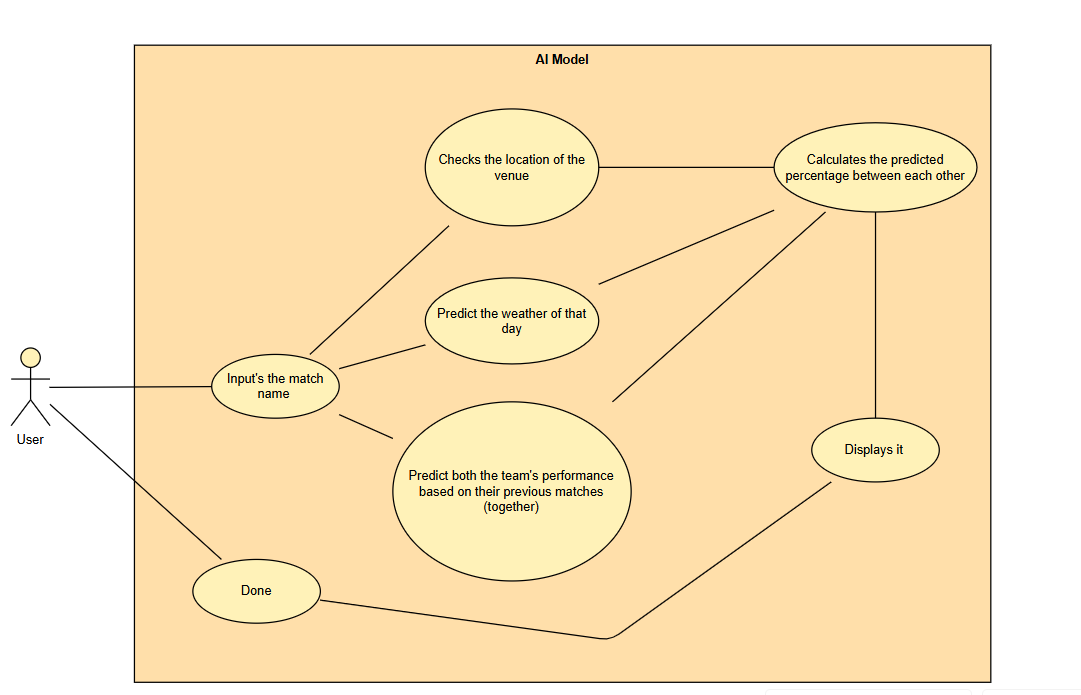 AI Model
Checks the location of the
venue
Calculates the predicted
percentage between each other
Predict the weather of that
day
Input's the match
name
User
Predict both the team's performance
based on their previous matches
(together)
Displays it
Done